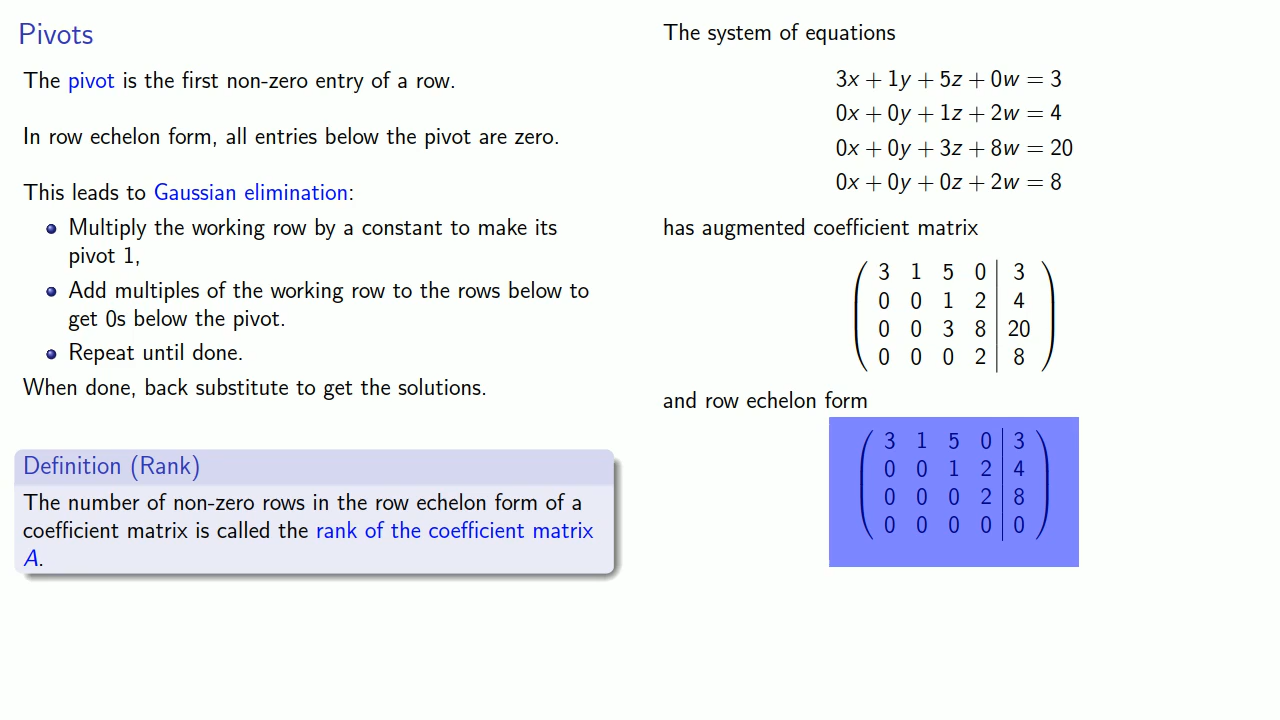 Pivots
The pivot is the first non-zero entry of a row.
In row echelon form, all entries below the pivot are zero.
This leads to Gaussian elimination:
Multiply the working row by a constant to make its
pivot 1,
Add multiples of the working row to the rows below to
get 0s below the pivot.
Repeat until done.
When done, back substitute to get the solutions.
Definition (Rank)
The number of non-zero rows in the row echelon form of a
coefficient matrix is called the rank of the coefficient matrix
A.
The system of equations
3x + 1y + 5z + 0w = 3
0x + 0y + 1z + 2w = 4
0x + 0y + 3z + 8w = 20
0x + 0y + 0z + 2w = 8
has augmented coefficient matrix
3 1 5 0 | 3
0 0 1 2 | 4
0 0 3 8 | 20
0 0 0 2 | 8
and row echelon form
3 1 5 0 | 3
0 0 1 2 | 4
0 0 0 2 | 8
0 0 0 0 | 0